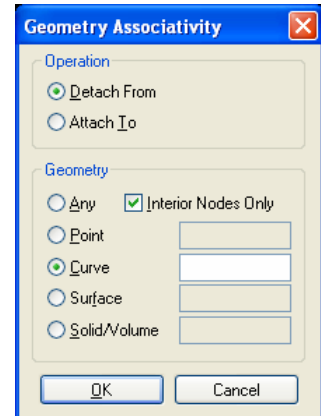 Geometry Associativity
Operation
Detach From
Attach To
Geometry
Any Interior Nodes Only
Point
Curve
Surface
Solid/Volume
OK Cancel